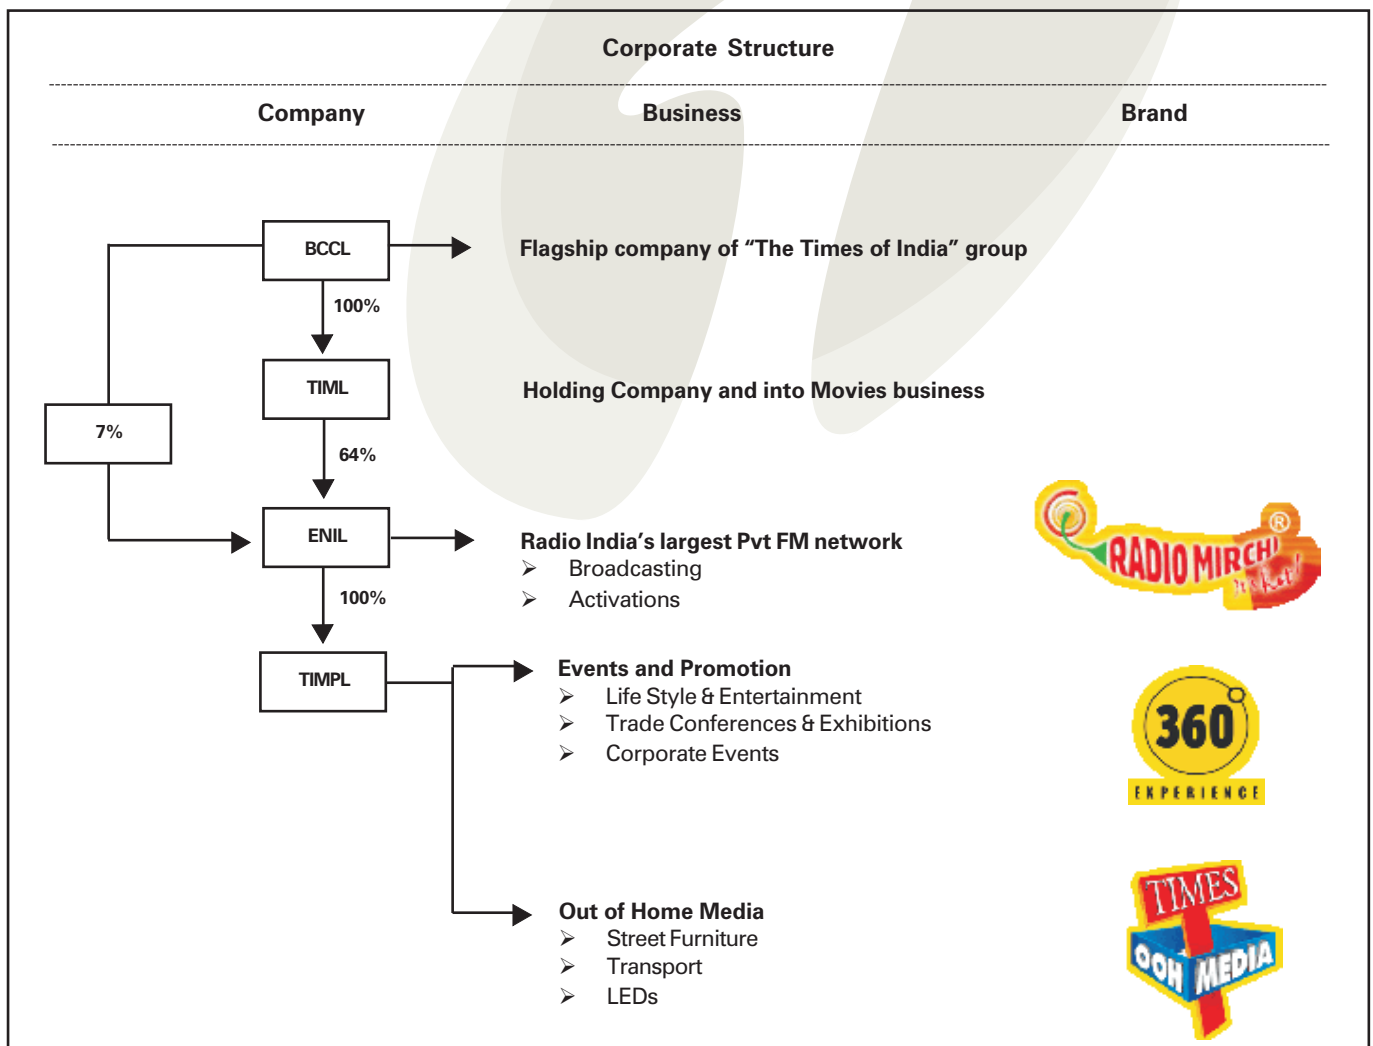 Corporate Structure
Company Business Brand
BCCL Flagship company of “The Times of India” group
100%
TIML Holding Company and into Movies business
7%
64%
ENIL Radio India’s largest Pvt FM network
➢ Broadcasting
➢ Activations
RADIO MIRCHI ®
it's hot!
100%
TIMPL
Events and Promotion
➢ Life Style & Entertainment
➢ Trade Conferences & Exhibitions
➢ Corporate Events
360°
EXPERIENCE
Out of Home Media
➢ Street Furniture
➢ Transport
➢ LEDs
TIMES
OOH MEDIA